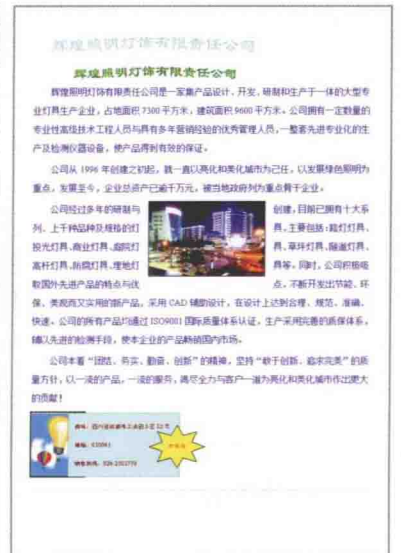 辉煌照明灯饰有限责任公司
辉煌照明灯饰有限责任公司
辉煌照明灯饰有限责任公司是一家集产品设计、开发、研制和生产于一体的大型专
业灯具生产企业，占地面积7300平方米，建筑面积9600平方米。公司拥有一定数量的
专业性高级技术工程人员与具有多年营销经验的优秀管理人员，一整套先进专业化的生
产及检测仪器设备，使产品得到有效的保证。
公司从1996年创建之初起，就一直以亮化和美化城市为己任，以发展绿色照明为
重点，发展至今，企业总资产已逾千万元，被当地政府列为重点骨干企业。
公司经过多年的研制与创建，目前已拥有十大系
列、上千种品种及规格的灯具，主要包括：路灯灯具、
投光灯具、商业灯具、庭院灯具、草坪灯具、隧道灯具、
高杆灯具、防腐灯具、埋地灯具等。同时，公司积极吸
取国外先进产品的特点与优点，不断开发出节能、环
保、美观而又实用的新产品，采用CAD辅助设计，在设计上达到合理、规范、准确、
快速。公司的所有产品均通过ISO9001国际质量体系认证，生产采用完善的质保体系，
辅以先进的检测手段，使本企业的产品畅销国内市场。
公司本着“团结、务实、勤奋、创新”的精神，坚持“敢于创新、追求完美”的质
量方针，以一流的产品，一流的服务，竭尽全力与客户一道为亮化和美化城市作出更大
的贡献！